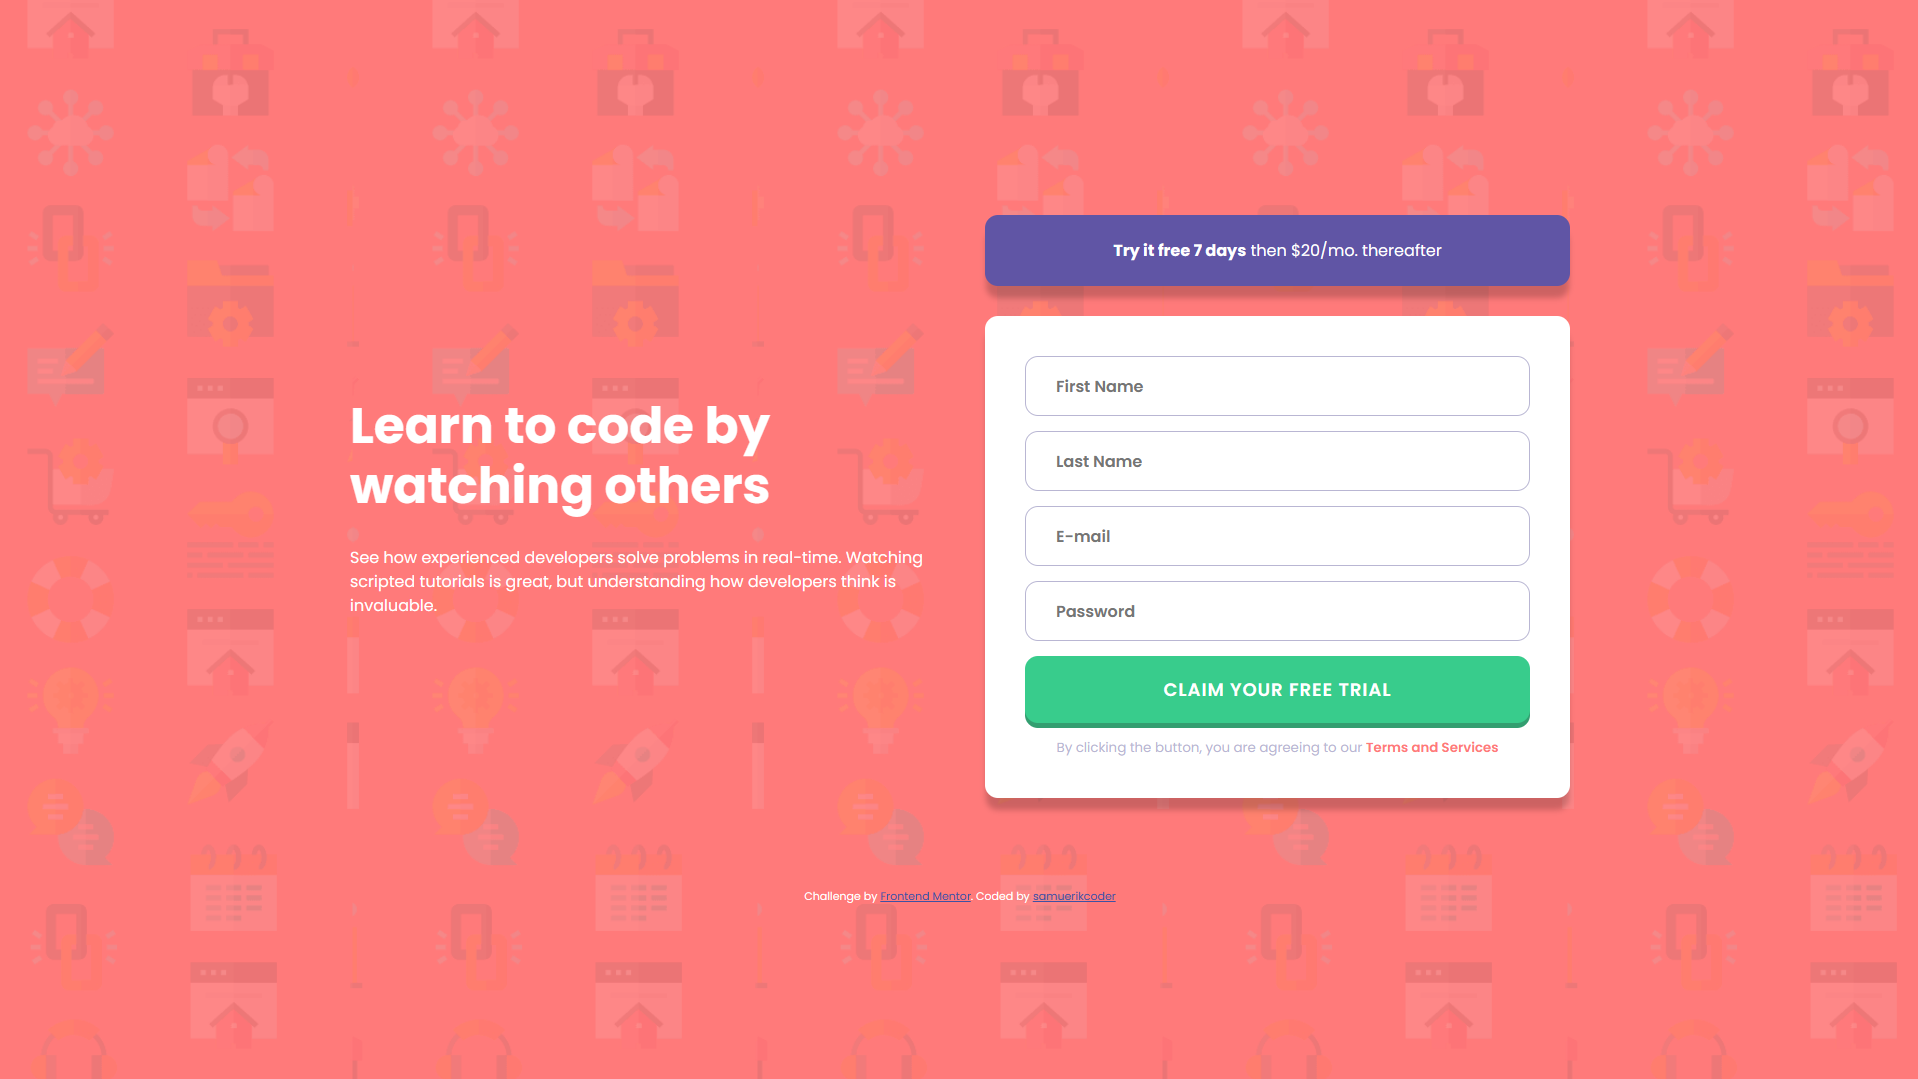 Learn to code by
watching others
See how experienced developers solve problems in real-time. Watching
scripted tutorials is great, but understanding how developers think is
invaluable.
Try it free 7 days then $20/mo. thereafter
First Name
Last Name
E-mail
Password
CLAIM YOUR FREE TRIAL
By clicking the button, you are agreeing to our Terms and Services
Challenge by Frontend Mentor. Coded by samuerikcoder